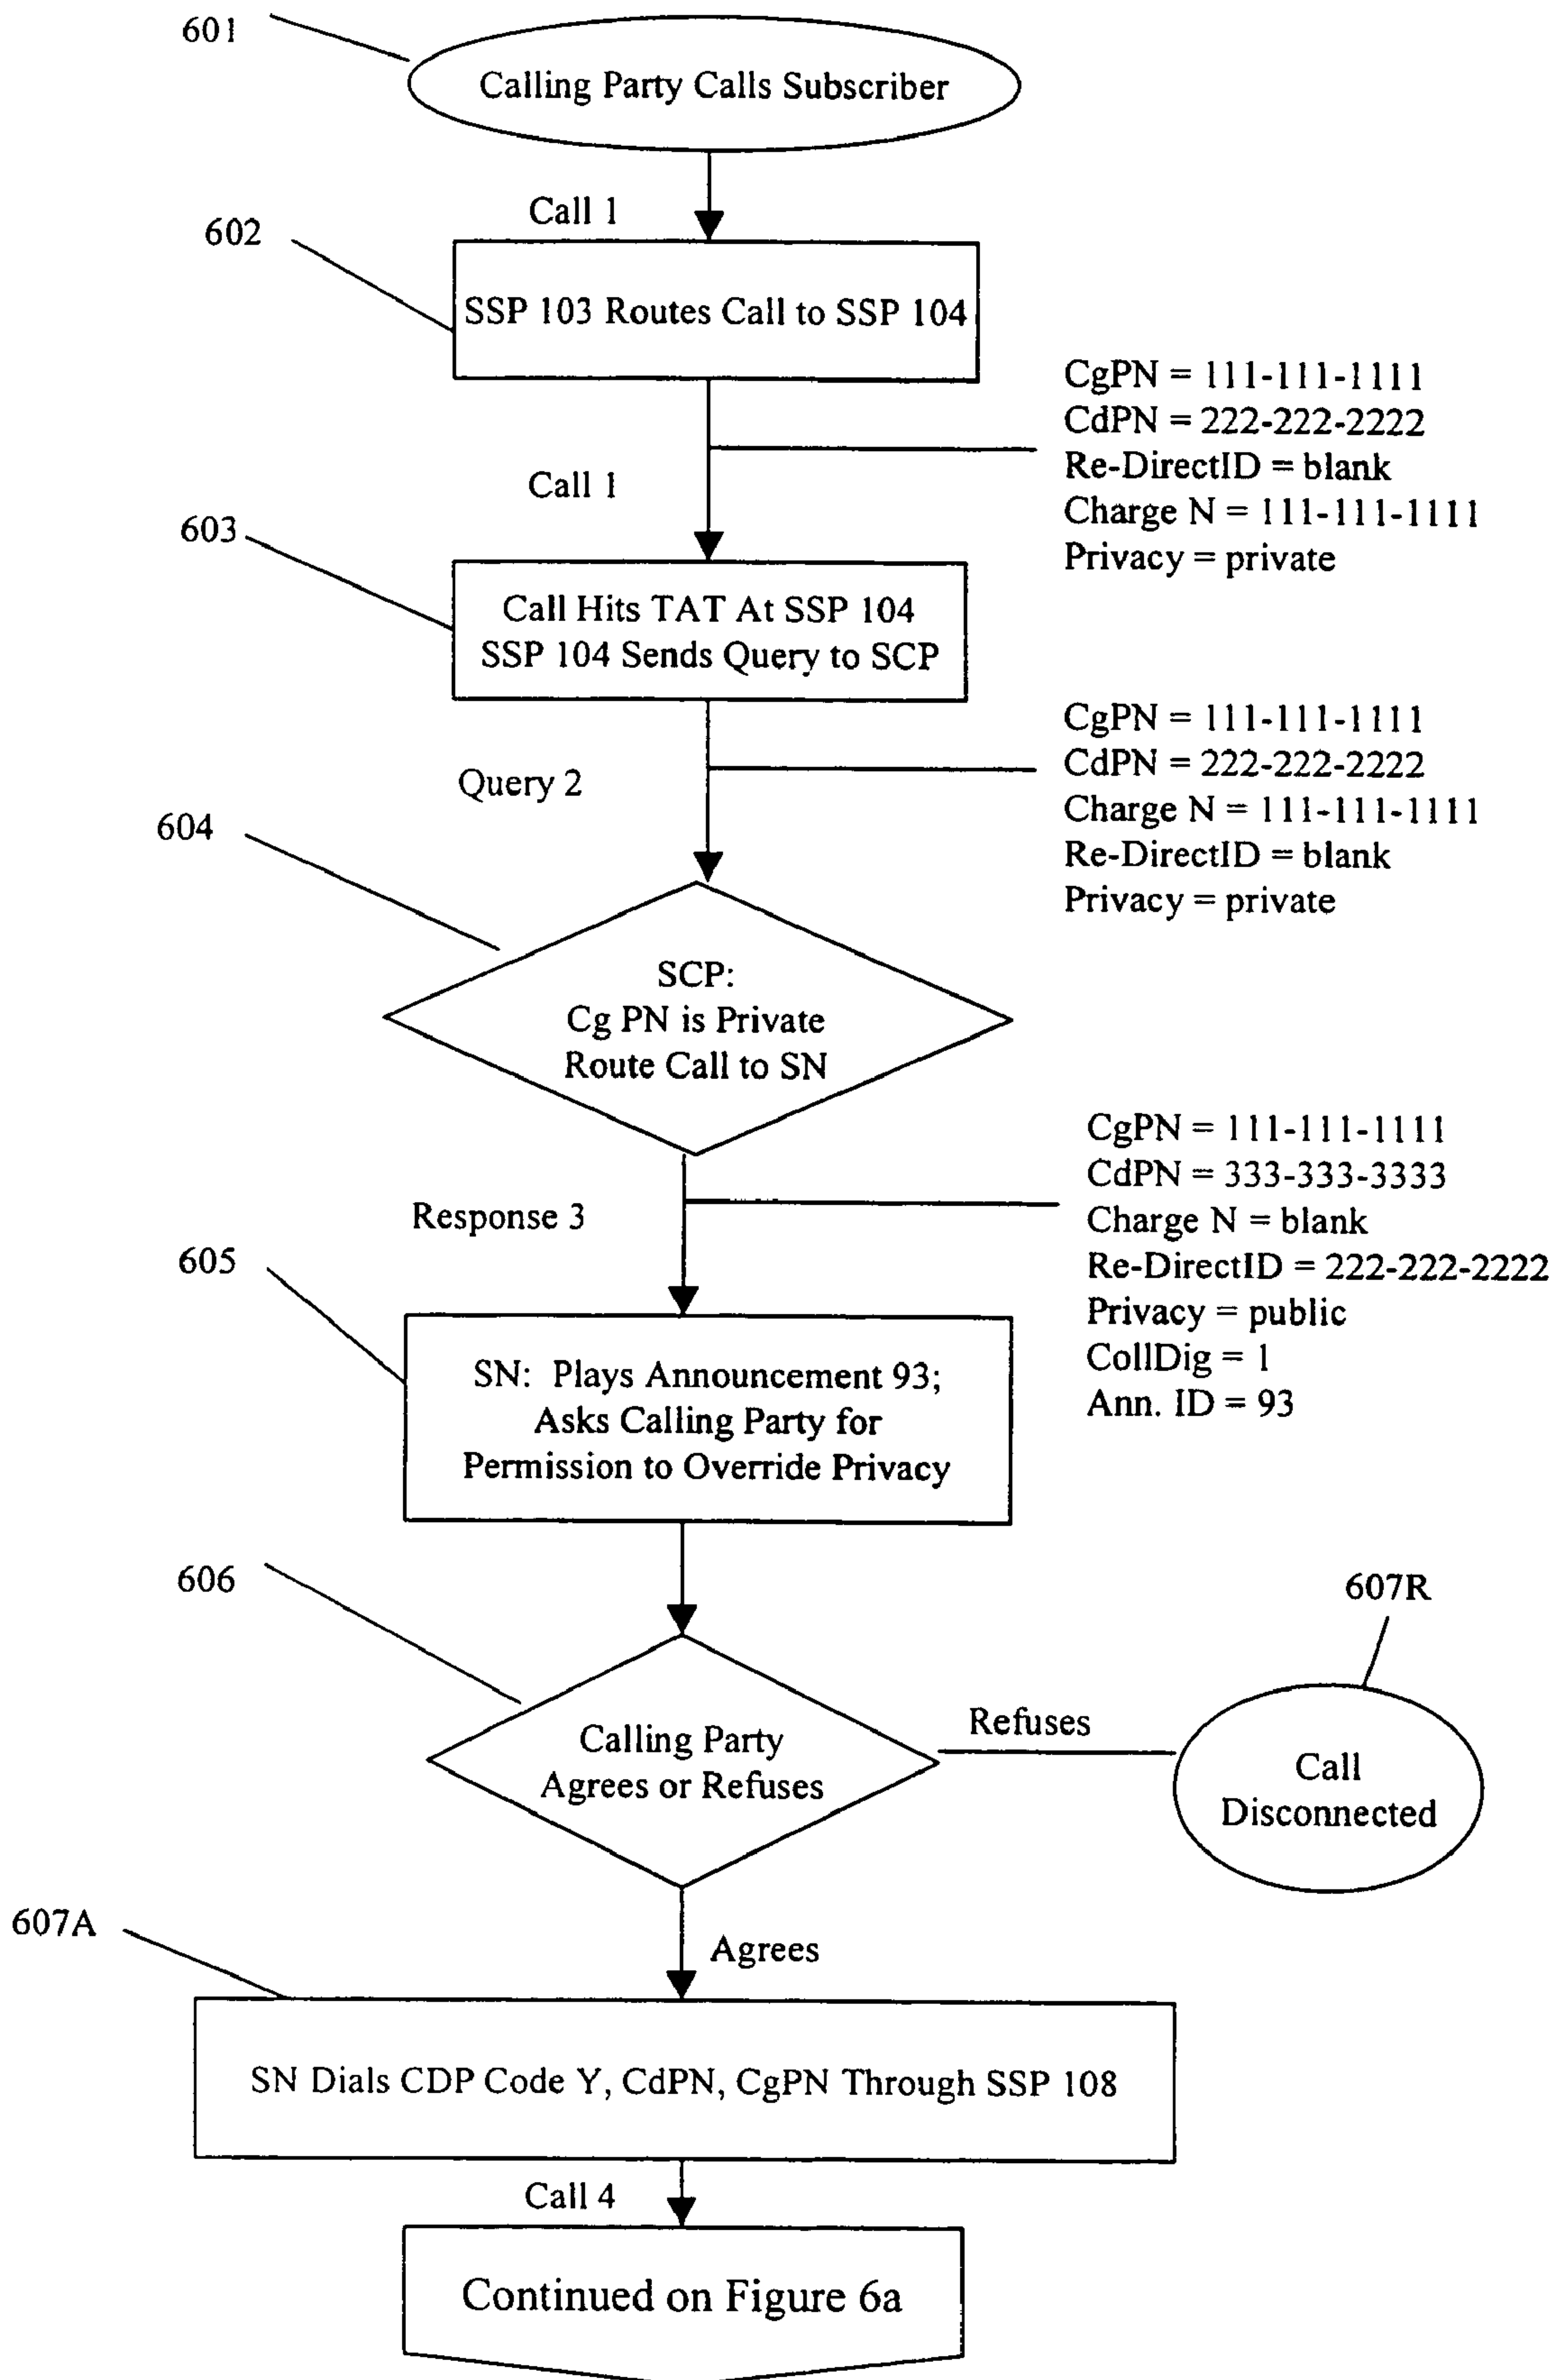 601
Calling Party Calls Subscriber
Call 1
602
SSP 103 Routes Call to SSP 104
CgPN = 111-111-1111
CdPN = 222-222-2222
Re-DirectID = blank
Charge N = 111-111-1111
Privacy = private
Call 1
603
Call Hits TAT At SSP 104
SSP 104 Sends Query to SCP
CgPN = 111-111-1111
CdPN = 222-222-2222
Charge N = 111-111-1111
Re-DirectID = blank
Privacy = private
Query 2
604
SCP:
Cg PN is Private
Route Call to SN
CgPN = 111-111-1111
CdPN = 333-333-3333
Charge N = blank
Re-DirectID = 222-222-2222
Privacy = public
CollDig = 1
Ann. ID = 93
Response 3
605
SN: Plays Announcement 93;
Asks Calling Party for
Permission to Override Privacy
606
607R
Calling Party
Agrees or Refuses
Refuses
Call
Disconnected
607A
Agrees
SN Dials CDP Code Y, CdPN, CgPN Through SSP 108
Call 4
Continued on Figure 6a